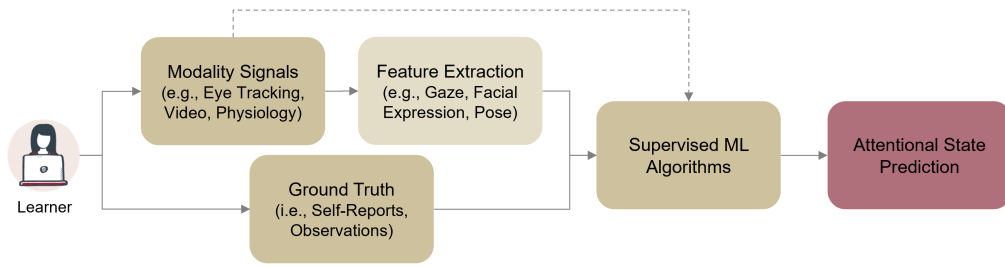 Modality Signals
(e.g., Eye Tracking,
Video, Physiology)
Feature Extraction
(e.g., Gaze, Facial
Expression, Pose)
Learner
Ground Truth
(i.e., Self-Reports,
Observations)
Supervised ML
Algorithms
Attentional State
Prediction